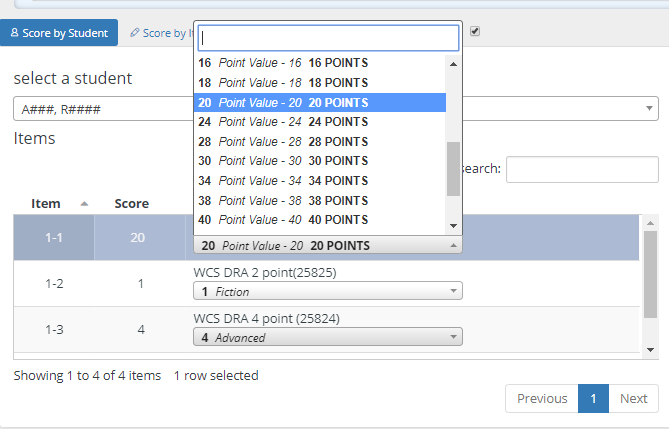 Score by Student
Score by It
select a student
A###, R####
Items
search:
Item Score
16 Point Value - 16 16 POINTS
18 Point Value - 18 18 POINTS
20 Point Value - 20 20 POINTS
24 Point Value - 24 24 POINTS
28 Point Value - 28 28 POINTS
30 Point Value - 30 30 POINTS
34 Point Value - 34 34 POINTS
38 Point Value - 38 38 POINTS
40 Point Value - 40 40 POINTS
1-1 20
20 Point Value - 20 20 POINTS
WCS DRA 2 point(25825)
1-2 1
1 Fiction
WCS DRA 4 point (25824)
1-3 4
4 Advanced
Showing 1 to 4 of 4 items 1 row selected
Previous 1 Next